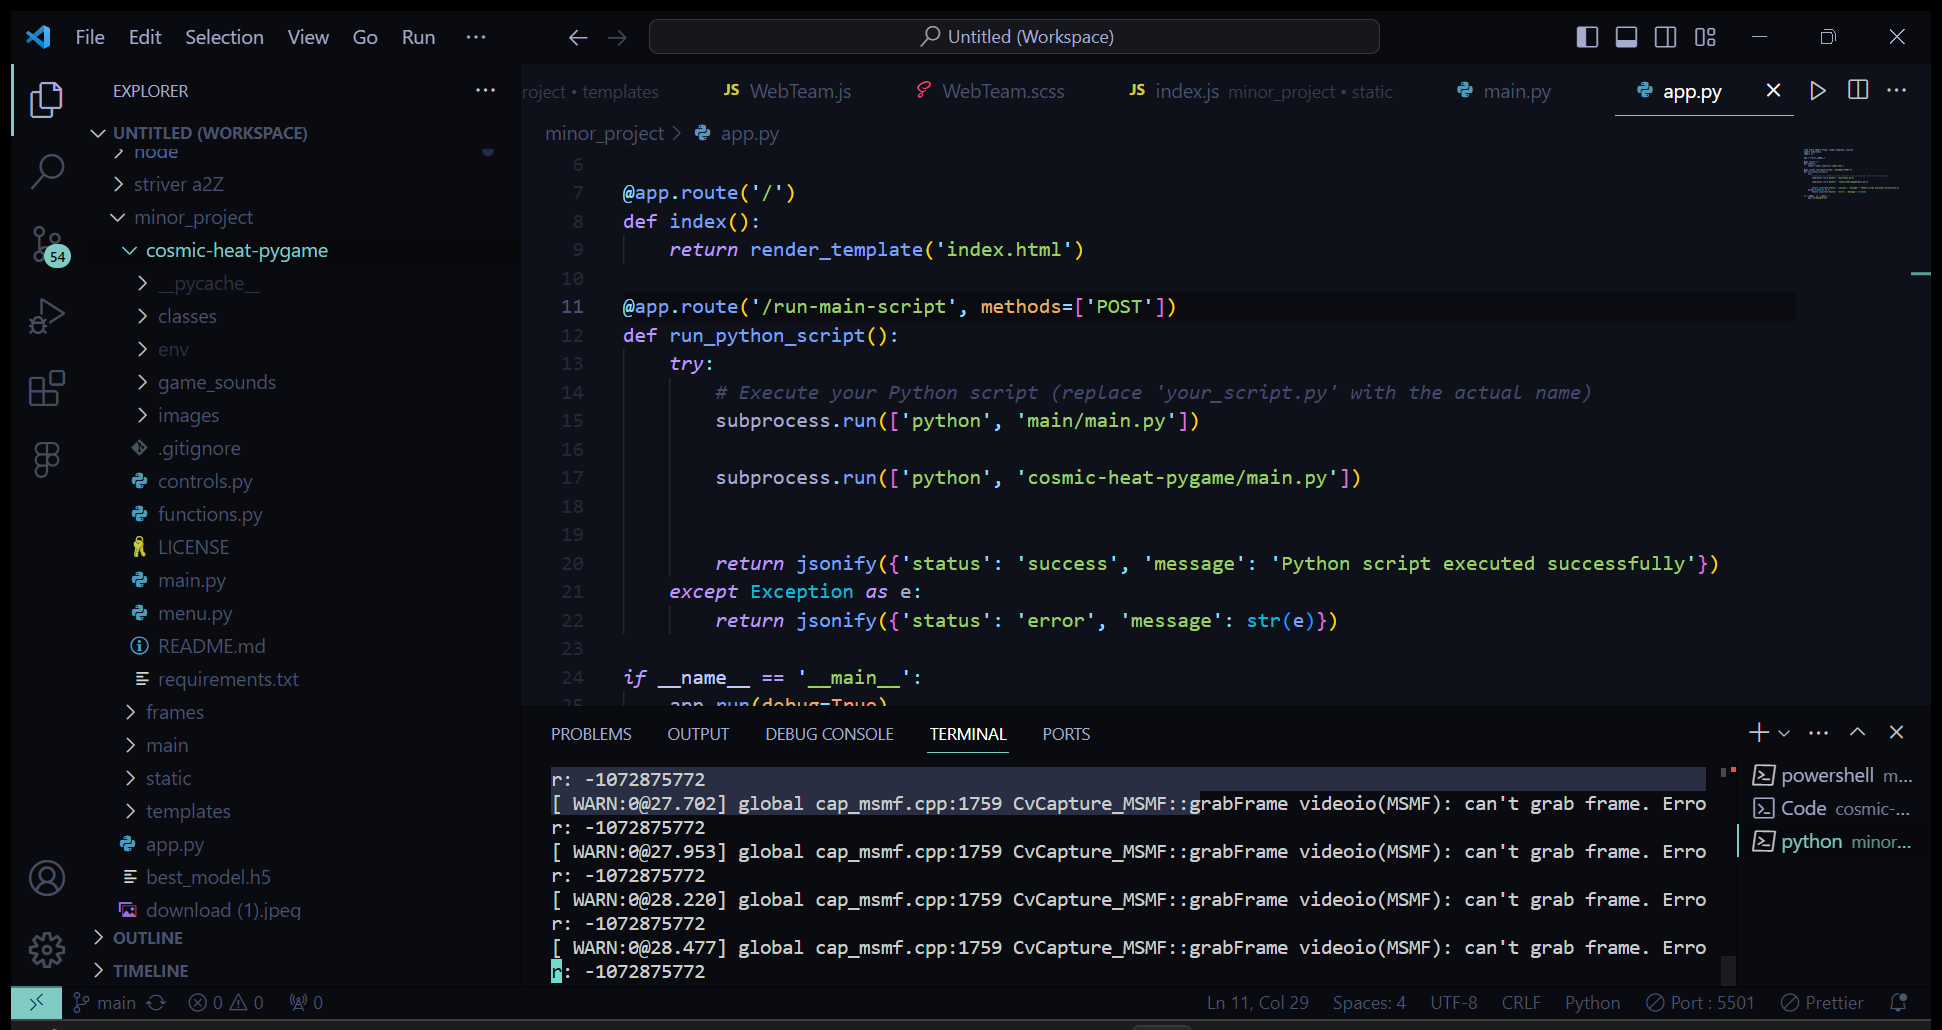 File Edit Selection View Go Run ···
Untitled (Workspace)
EXPLORER ···
UNTITLED (WORKSPACE)
node
striver a2Z
minor_project
cosmic-heat-pygame
__pycache__
classes
env
game_sounds
images
.gitignore
controls.py
functions.py
LICENSE
main.py
menu.py
README.md
requirements.txt
frames
main
static
templates
app.py
best_model.h5
download (1).jpeg
OUTLINE
TIMELINE
54
roject • templates
JS WebTeam.js
WebTeam.scss
JS index.js minor_project • static
main.py
app.py
minor_project > app.py
6
7 @app.route('/')
8 def index():
9 return render_template('index.html')
10
11 @app.route('/run-main-script', methods=['POST'])
12 def run_python_script():
13 try:
14 # Execute your Python script (replace 'your_script.py' with the actual name)
15 subprocess.run(['python', 'main/main.py'])
16
17 subprocess.run(['python', 'cosmic-heat-pygame/main.py'])
18
19
20 return jsonify({'status': 'success', 'message': 'Python script executed successfully'})
21 except Exception as e:
22 return jsonify({'status': 'error', 'message': str(e)})
23
24 if __name__ == '__main__':
25 app.run(debug=True)
PROBLEMS OUTPUT DEBUG CONSOLE TERMINAL PORTS
r: -1072875772
[ WARN:0@27.702] global cap_msmf.cpp:1759 CvCapture_MSMF::grabFrame videoio(MSMF): can't grab frame. Erro
r: -1072875772
[ WARN:0@27.953] global cap_msmf.cpp:1759 CvCapture_MSMF::grabFrame videoio(MSMF): can't grab frame. Erro
r: -1072875772
[ WARN:0@28.220] global cap_msmf.cpp:1759 CvCapture_MSMF::grabFrame videoio(MSMF): can't grab frame. Erro
r: -1072875772
[ WARN:0@28.477] global cap_msmf.cpp:1759 CvCapture_MSMF::grabFrame videoio(MSMF): can't grab frame. Erro
r: -1072875772
powershell m...
Code cosmic-...
python minor...
main 0 0 0
Ln 11, Col 29 Spaces: 4 UTF-8 CRLF Python Port : 5501 Prettier